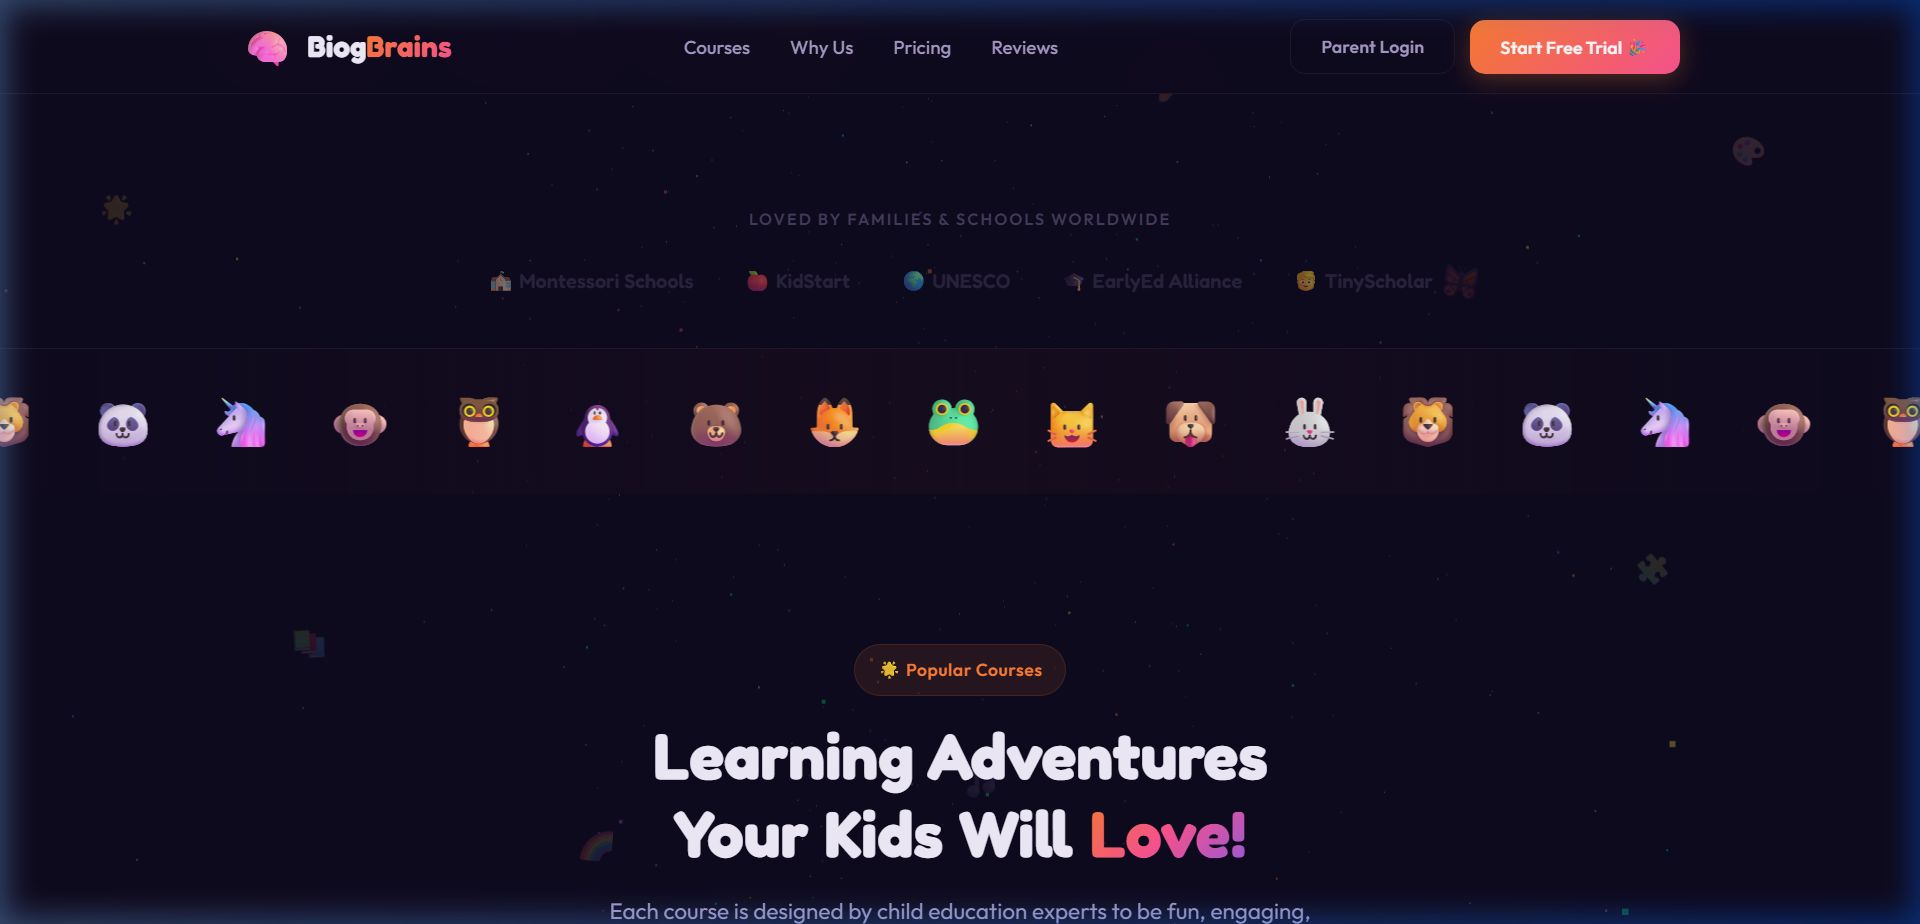 BiogBrains
Courses
Why Us
Pricing
Reviews
Parent Login
Start Free Trial 🎉
LOVED BY FAMILIES & SCHOOLS WORLDWIDE
🏫 Montessori Schools
🍎 KidStart
🌍 UNESCO
🎓 EarlyEd Alliance
👶 TinyScholar
🌟 Popular Courses
Learning Adventures
Your Kids Will Love!
Each course is designed by child education experts to be fun, engaging,